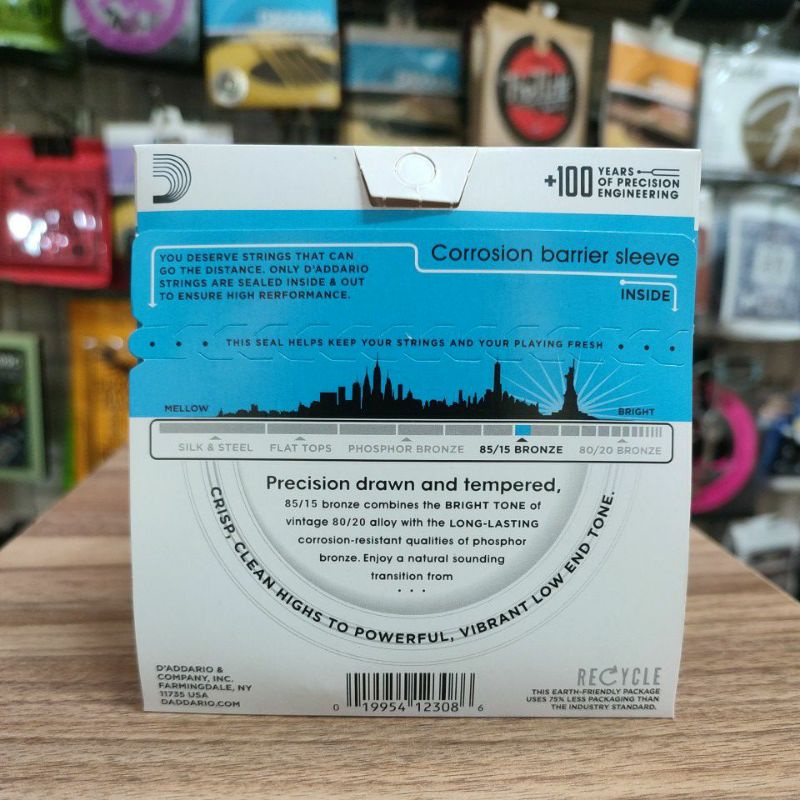 +100 YEARS
OF PRECISION
ENGINEERING
YOU DESERVE STRINGS THAT CAN
GO THE DISTANCE. ONLY D'ADDARIO
STRINGS ARE SEALED INSIDE & OUT
TO ENSURE HIGH RERFORMANCE.
Corrosion barrier sleeve
INSIDE
THIS SEAL HELPS KEEP YOUR STRINGS AND YOUR PLAYING FRESH
MELLOW
BRIGHT
SILK & STEEL FLAT TOPS PHOSPHOR BRONZE 85/15 BRONZE 80/20 BRONZE
Precision drawn and tempered,
85/15 bronze combines the BRIGHT TONE of
vintage 80/20 alloy with the LONG-LASTING
corrosion-resistant qualities of phosphor
bronze. Enjoy a natural sounding
transition from
...
CRISP, CLEAN HIGHS TO POWERFUL, VIBRANT LOW END TONE.
D'ADDARIO &
COMPANY, INC.
FARMINGDALE, NY
11735 USA
DADDARIO.COM
0 19954 12308 6
RECYCLE
THIS EARTH-FRIENDLY PACKAGE
USES 75% LESS PACKAGING THAN
THE INDUSTRY STANDARD.